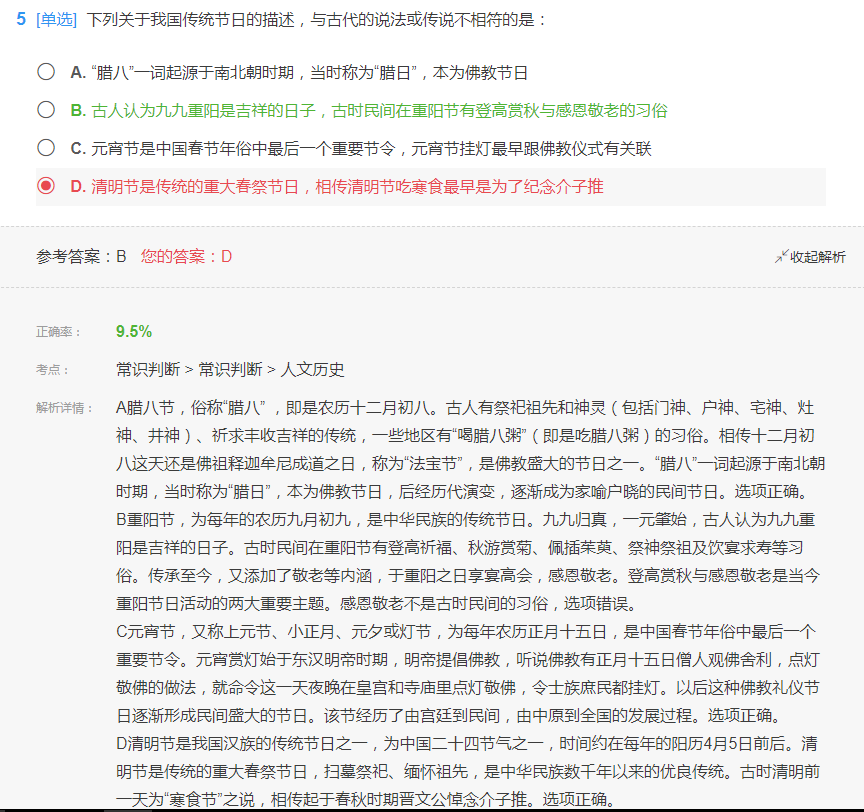 5 [单选] 下列关于我国传统节日的描述，与古代的说法或传说不相符的是：
A. “腊八”一词起源于南北朝时期，当时称为“腊日”，本为佛教节日
B. 古人认为九九重阳是吉祥的日子，古时民间在重阳节有登高赏秋与感恩敬老的习俗
C. 元宵节是中国春节年俗中最后一个重要节令，元宵节挂灯最早跟佛教仪式有关联
D. 清明节是传统的重大春祭节日，相传清明节吃寒食最早是为了纪念介子推
参考答案：B 您的答案：D 收起解析
正确率： 9.5%
考点： 常识判断 > 常识判断 > 人文历史
解析详情： A腊八节，俗称“腊八” ，即是农历十二月初八。古人有祭祀祖先和神灵（包括门神、户神、宅神、灶
神、井神）、祈求丰收吉祥的传统，一些地区有“喝腊八粥”（即是吃腊八粥）的习俗。相传十二月初
八这天还是佛祖释迦牟尼成道之日，称为“法宝节”，是佛教盛大的节日之一。“腊八”一词起源于南北朝
时期，当时称为“腊日”，本为佛教节日，后经历代演变，逐渐成为家喻户晓的民间节日。选项正确。
B重阳节，为每年的农历九月初九，是中华民族的传统节日。九九归真，一元肇始，古人认为九九重
阳是吉祥的日子。古时民间在重阳节有登高祈福、秋游赏菊、佩插茱萸、祭神祭祖及饮宴求寿等习
俗。传承至今，又添加了敬老等内涵，于重阳之日享宴高会，感恩敬老。登高赏秋与感恩敬老是当今
重阳节日活动的两大重要主题。感恩敬老不是古时民间的习俗，选项错误。
C元宵节，又称上元节、小正月、元夕或灯节，为每年农历正月十五日，是中国春节年俗中最后一个
重要节令。元宵赏灯始于东汉明帝时期，明帝提倡佛教，听说佛教有正月十五日僧人观佛舍利，点灯
敬佛的做法，就命令这一天夜晚在皇宫和寺庙里点灯敬佛，令士族庶民都挂灯。以后这种佛教礼仪节
日逐渐形成民间盛大的节日。该节经历了由宫廷到民间，由中原到全国的发展过程。选项正确。
D清明节是我国汉族的传统节日之一，为中国二十四节气之一，时间约在每年的阳历4月5日前后。清
明节是传统的重大春祭节日，扫墓祭祀、缅怀祖先，是中华民族数千年以来的优良传统。古时清明前
一天为“寒食节”之说，相传起于春秋时期晋文公悼念介子推。选项正确。